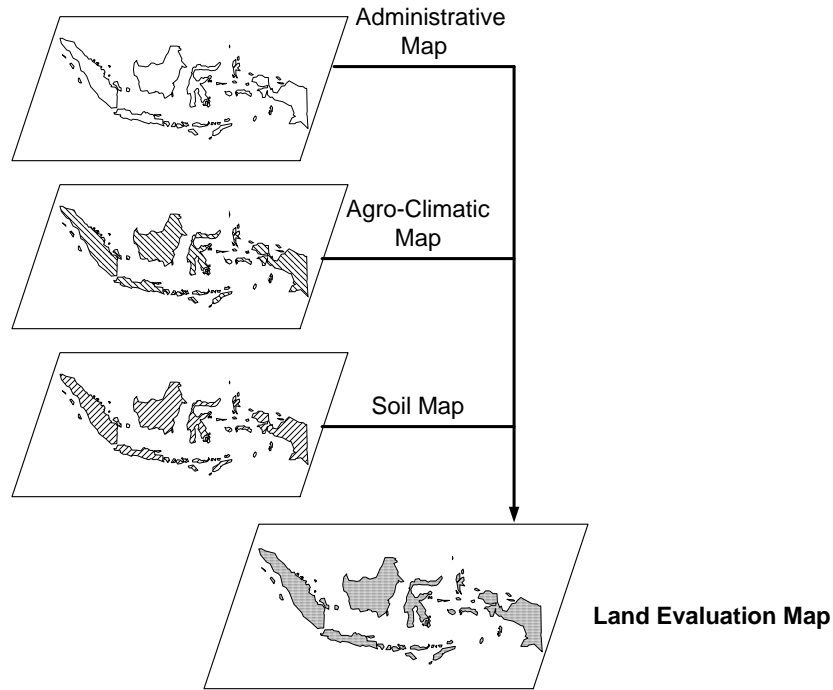 Administrative
Map
Agro-Climatic
Map
Soil Map
Land Evaluation Map